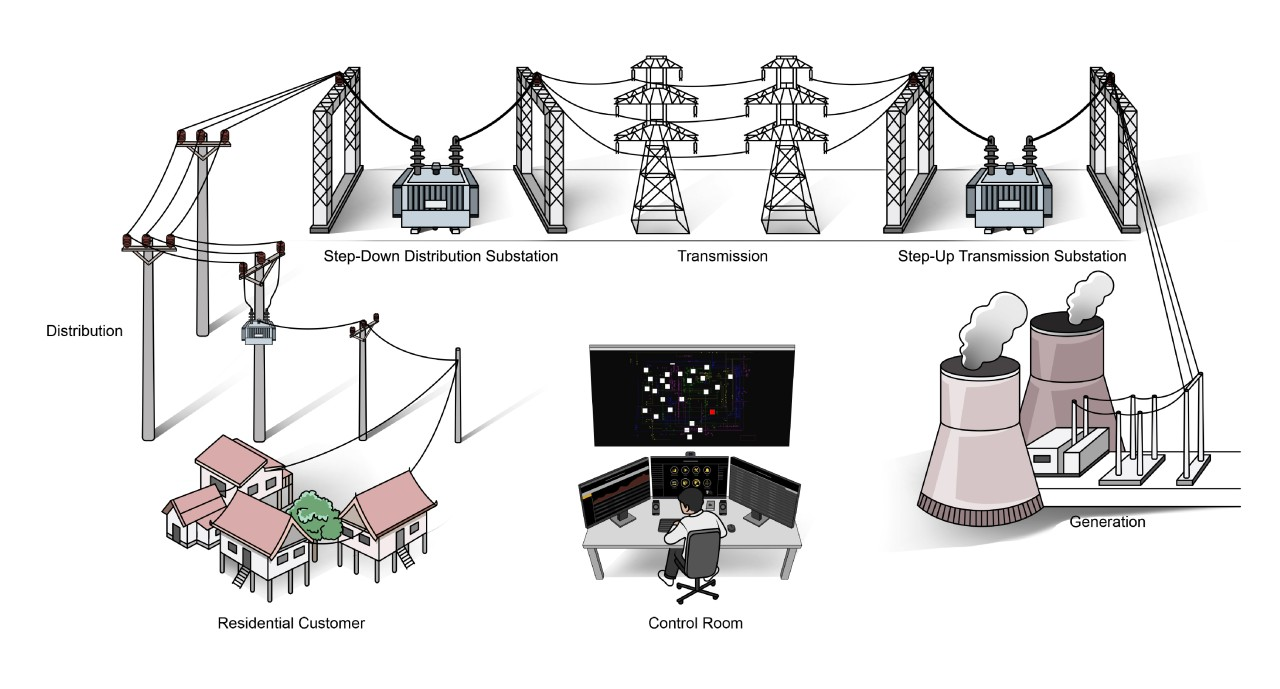 Step-Down Distribution Substation
Transmission
Step-Up Transmission Substation
Distribution
Generation
Residential Customer
Control Room